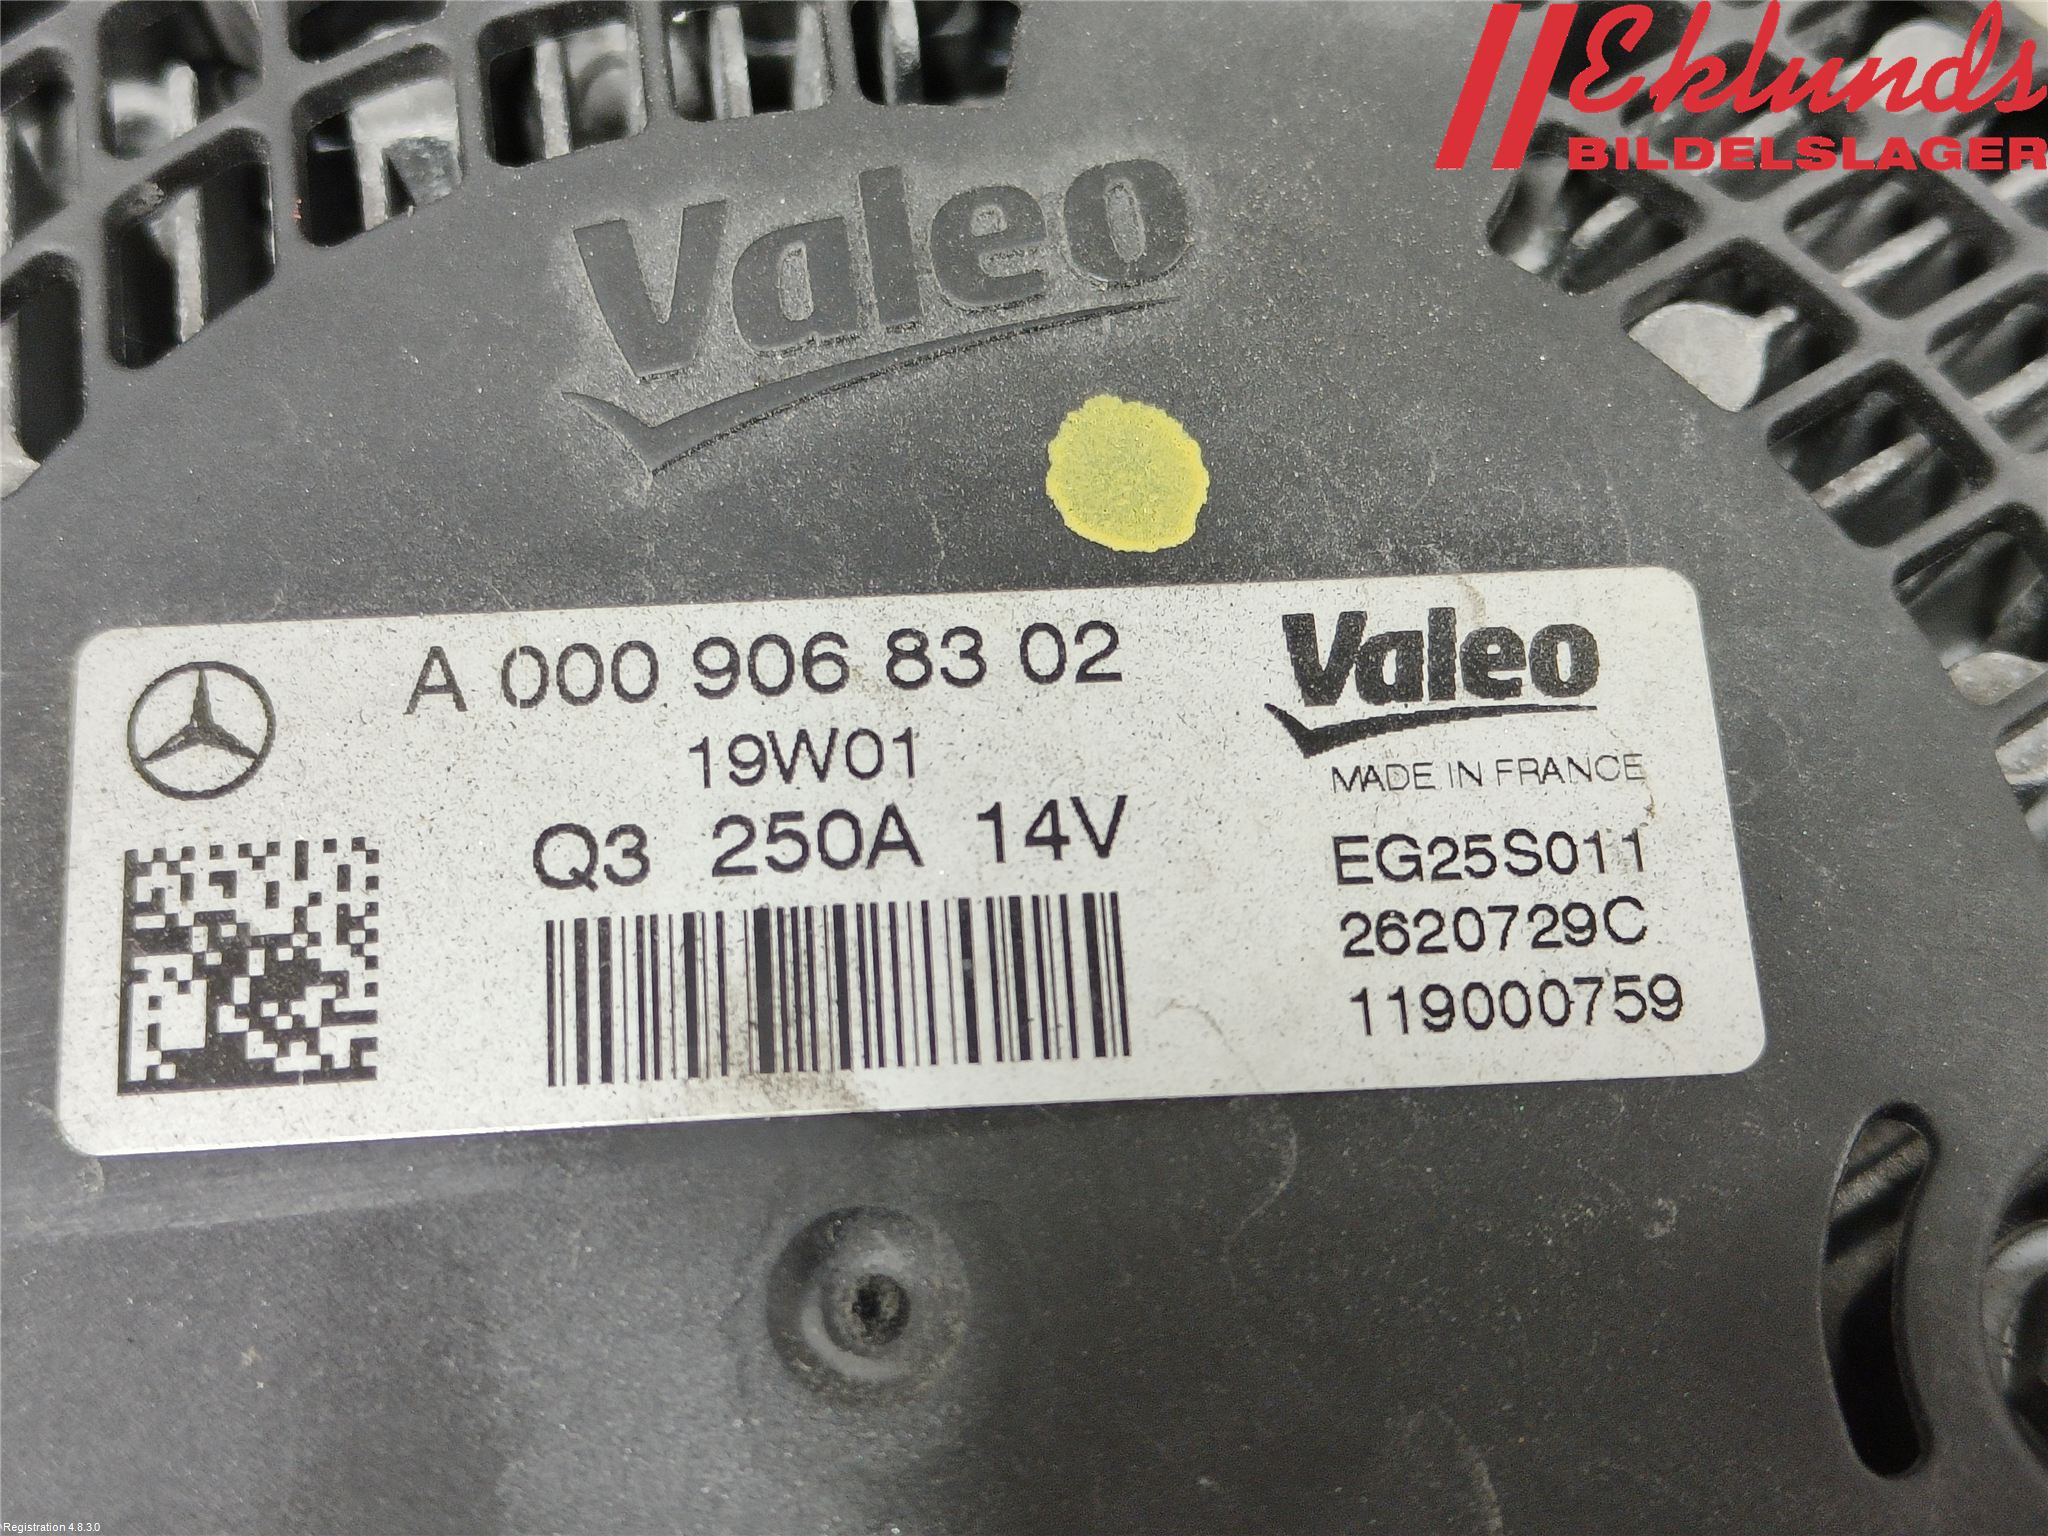 Eklunds
BILDELSLAGER
Valeo
A 000 906 83 02
19W01
Q3 250A 14V
Valeo
MADE IN FRANCE
EG25S011
2620729C
119000759
Registration 4.8.3.0